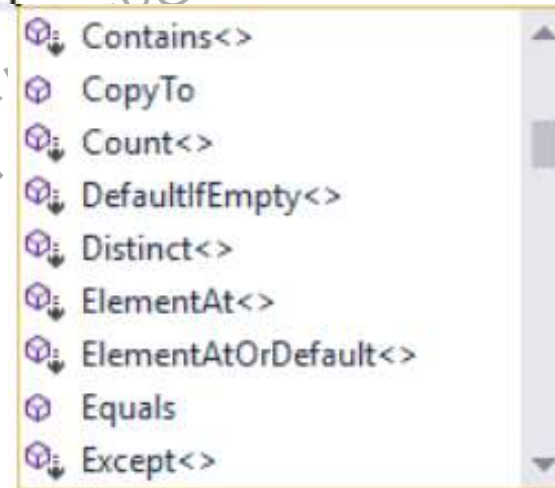 Contains<>
CopyTo
Count<>
DefaultIfEmpty<>
Distinct<>
ElementAt<>
ElementAtOrDefault<>
Equals
Except<>